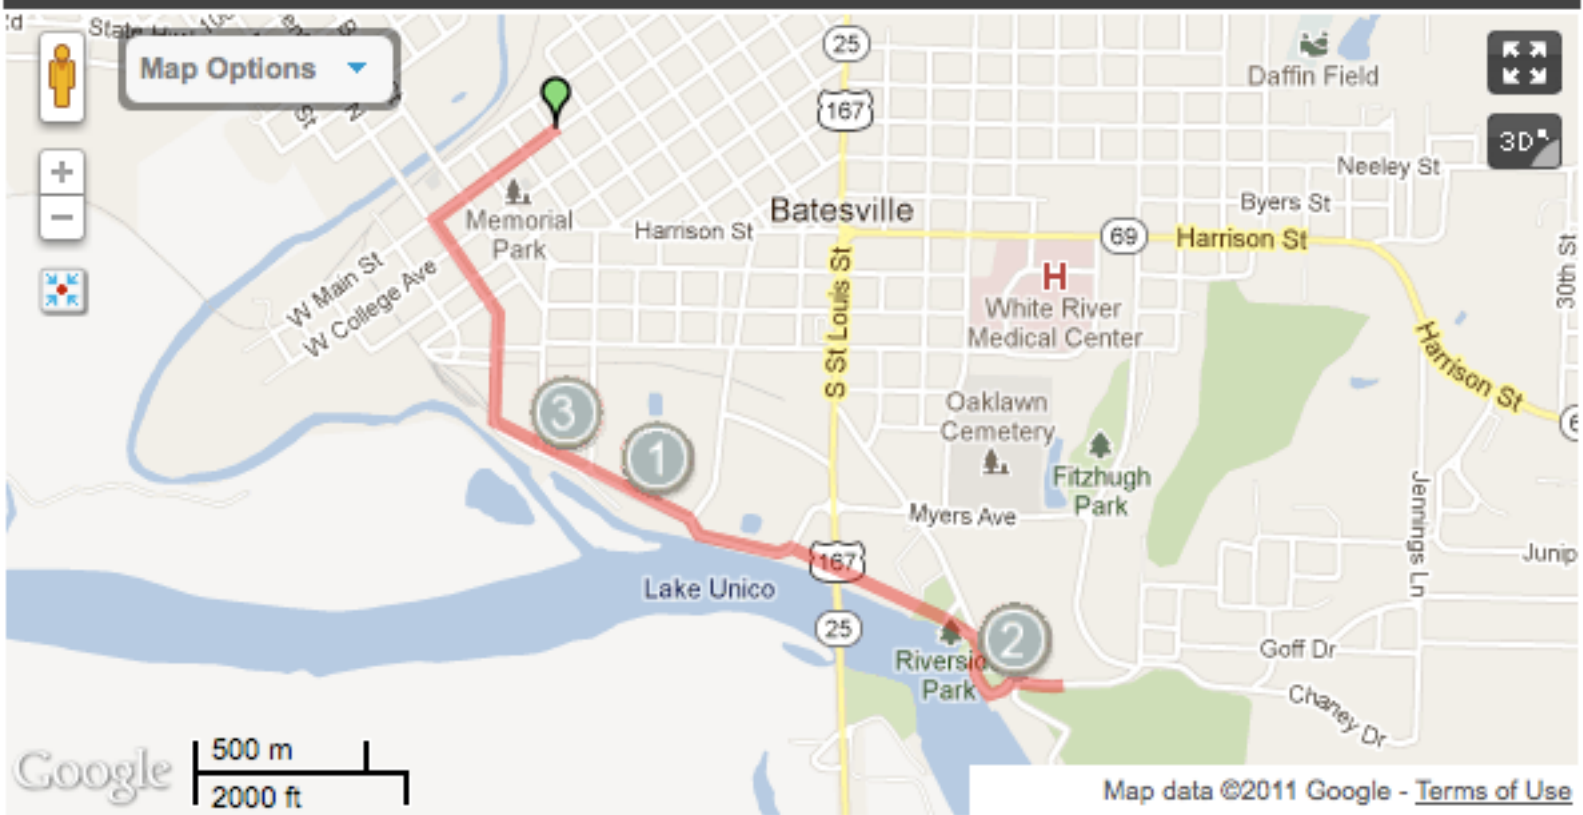 State Hwy 106
Map Options
25
167
Daffin Field
3D
Neeley St
Byers St
Batesville
Memorial
Park
Harrison St
69
Harrison St
30th St
H
White River
Medical Center
W Main St
W College Ave
S St Louis St
Harrison St
Oaklawn
Cemetery
3
1
Fitzhugh
Park
Myers Ave
Jennings Ln
Junip
167
Lake Unico
25
2
Goff Dr
Riversid
Park
Chaney Dr
Google
500 m
2000 ft
Map data ©2011 Google - Terms of Use